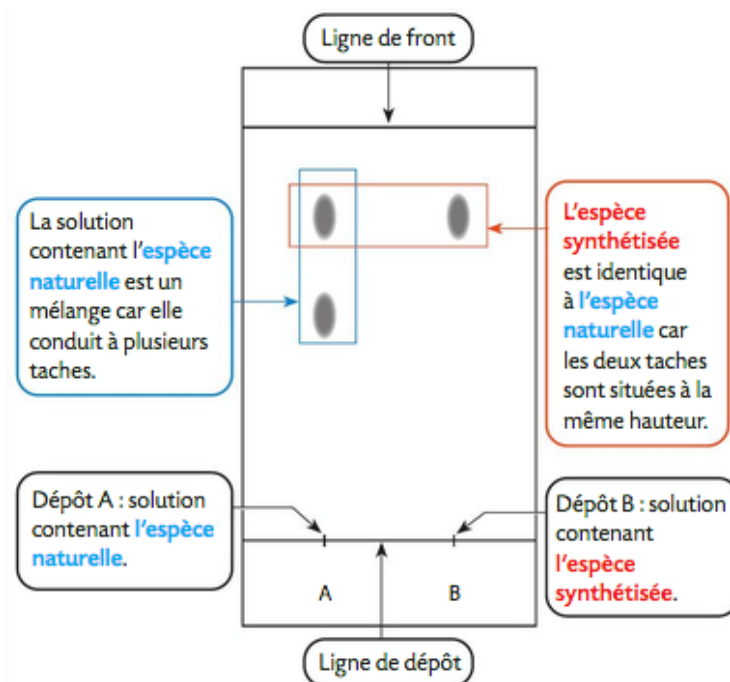 Ligne de front
La solution
contenant l'espèce
naturelle est un
mélange car elle
conduit à plusieurs
taches.
L'espèce
synthétisée
est identique
à l'espèce
naturelle car
les deux taches
sont situées à la
même hauteur.
Dépôt A : solution
contenant l'espèce
naturelle.
Dépôt B : solution
contenant
l'espèce
synthétisée.
A
B
Ligne de dépôt